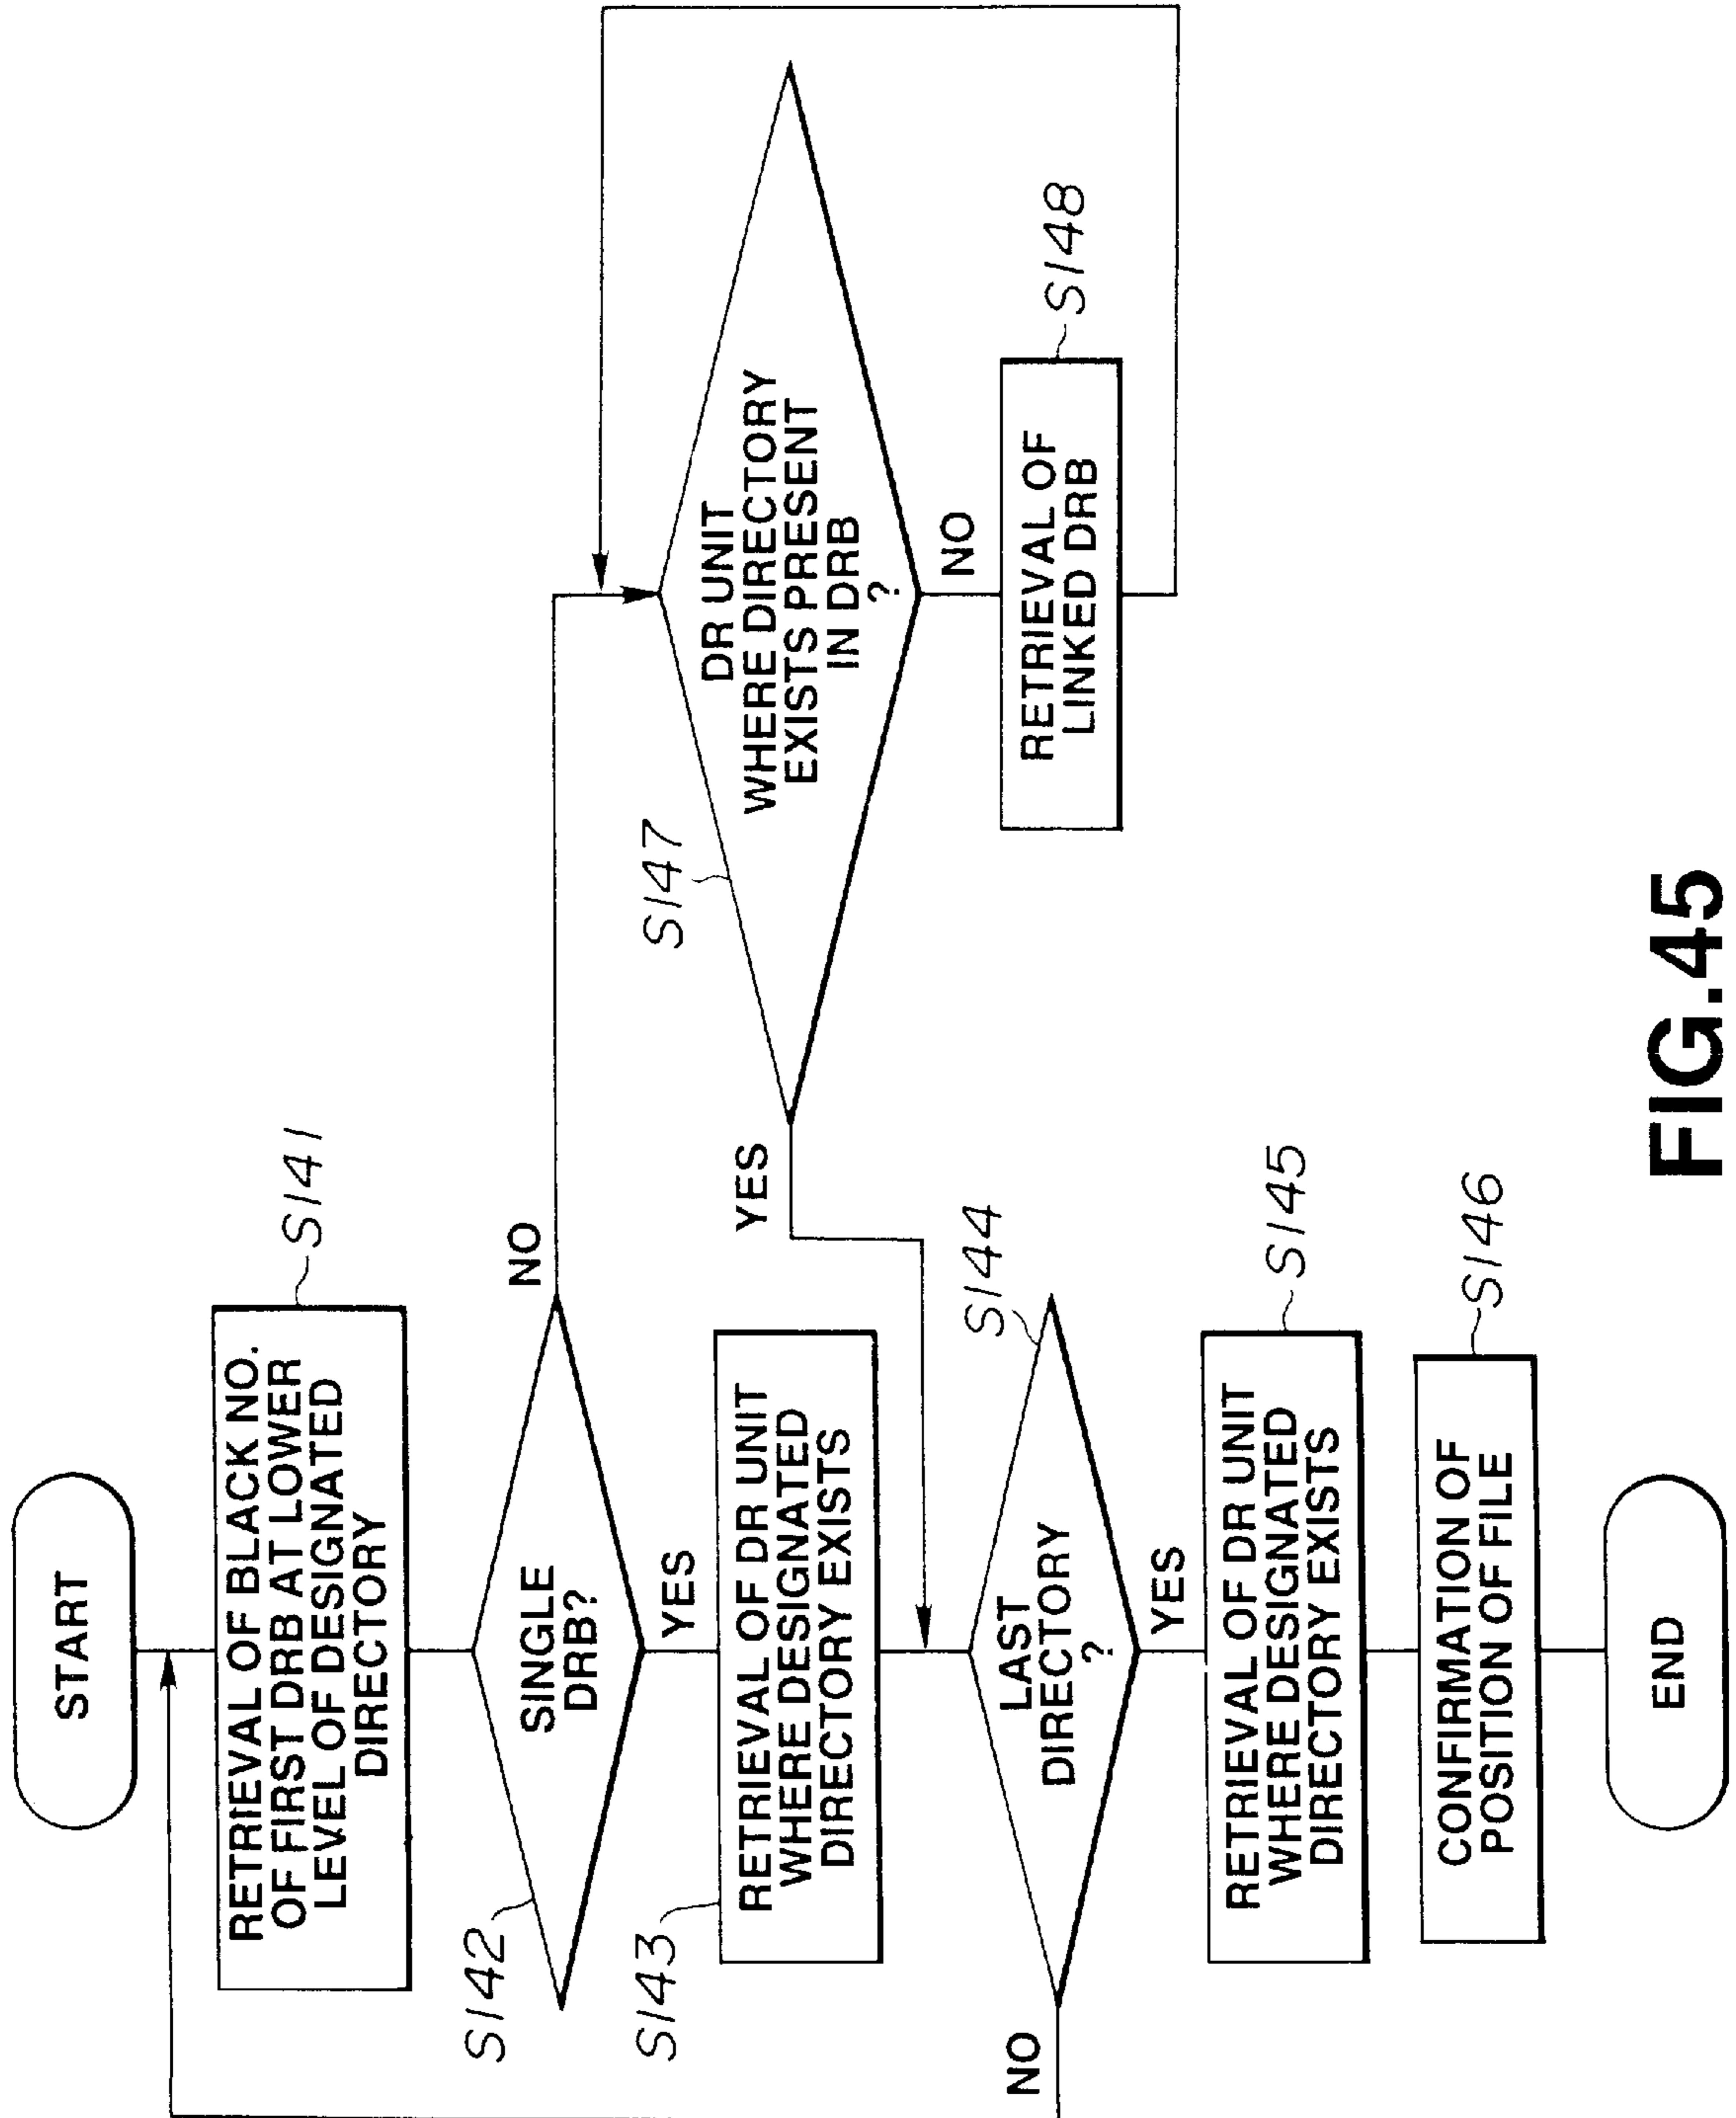 START
RETRIEVAL OF BLACK NO.
OF FIRST DRB AT LOWER
LEVEL OF DESIGNATED
DIRECTORY
S141
S142
SINGLE
DRB?
NO
YES
S143
RETRIEVAL OF DR UNIT
WHERE DESIGNATED
DIRECTORY EXISTS
S147
DR UNIT
WHERE DIRECTORY
EXISTS PRESENT
IN DRB
?
YES
NO
RETRIEVAL OF
LINKED DRB
S148
S144
LAST
DIRECTORY
?
NO
YES
RETRIEVAL OF DR UNIT
WHERE DESIGNATED
DIRECTORY EXISTS
S145
CONFIRMATION OF
POSITION OF FILE
S146
END
FIG.45